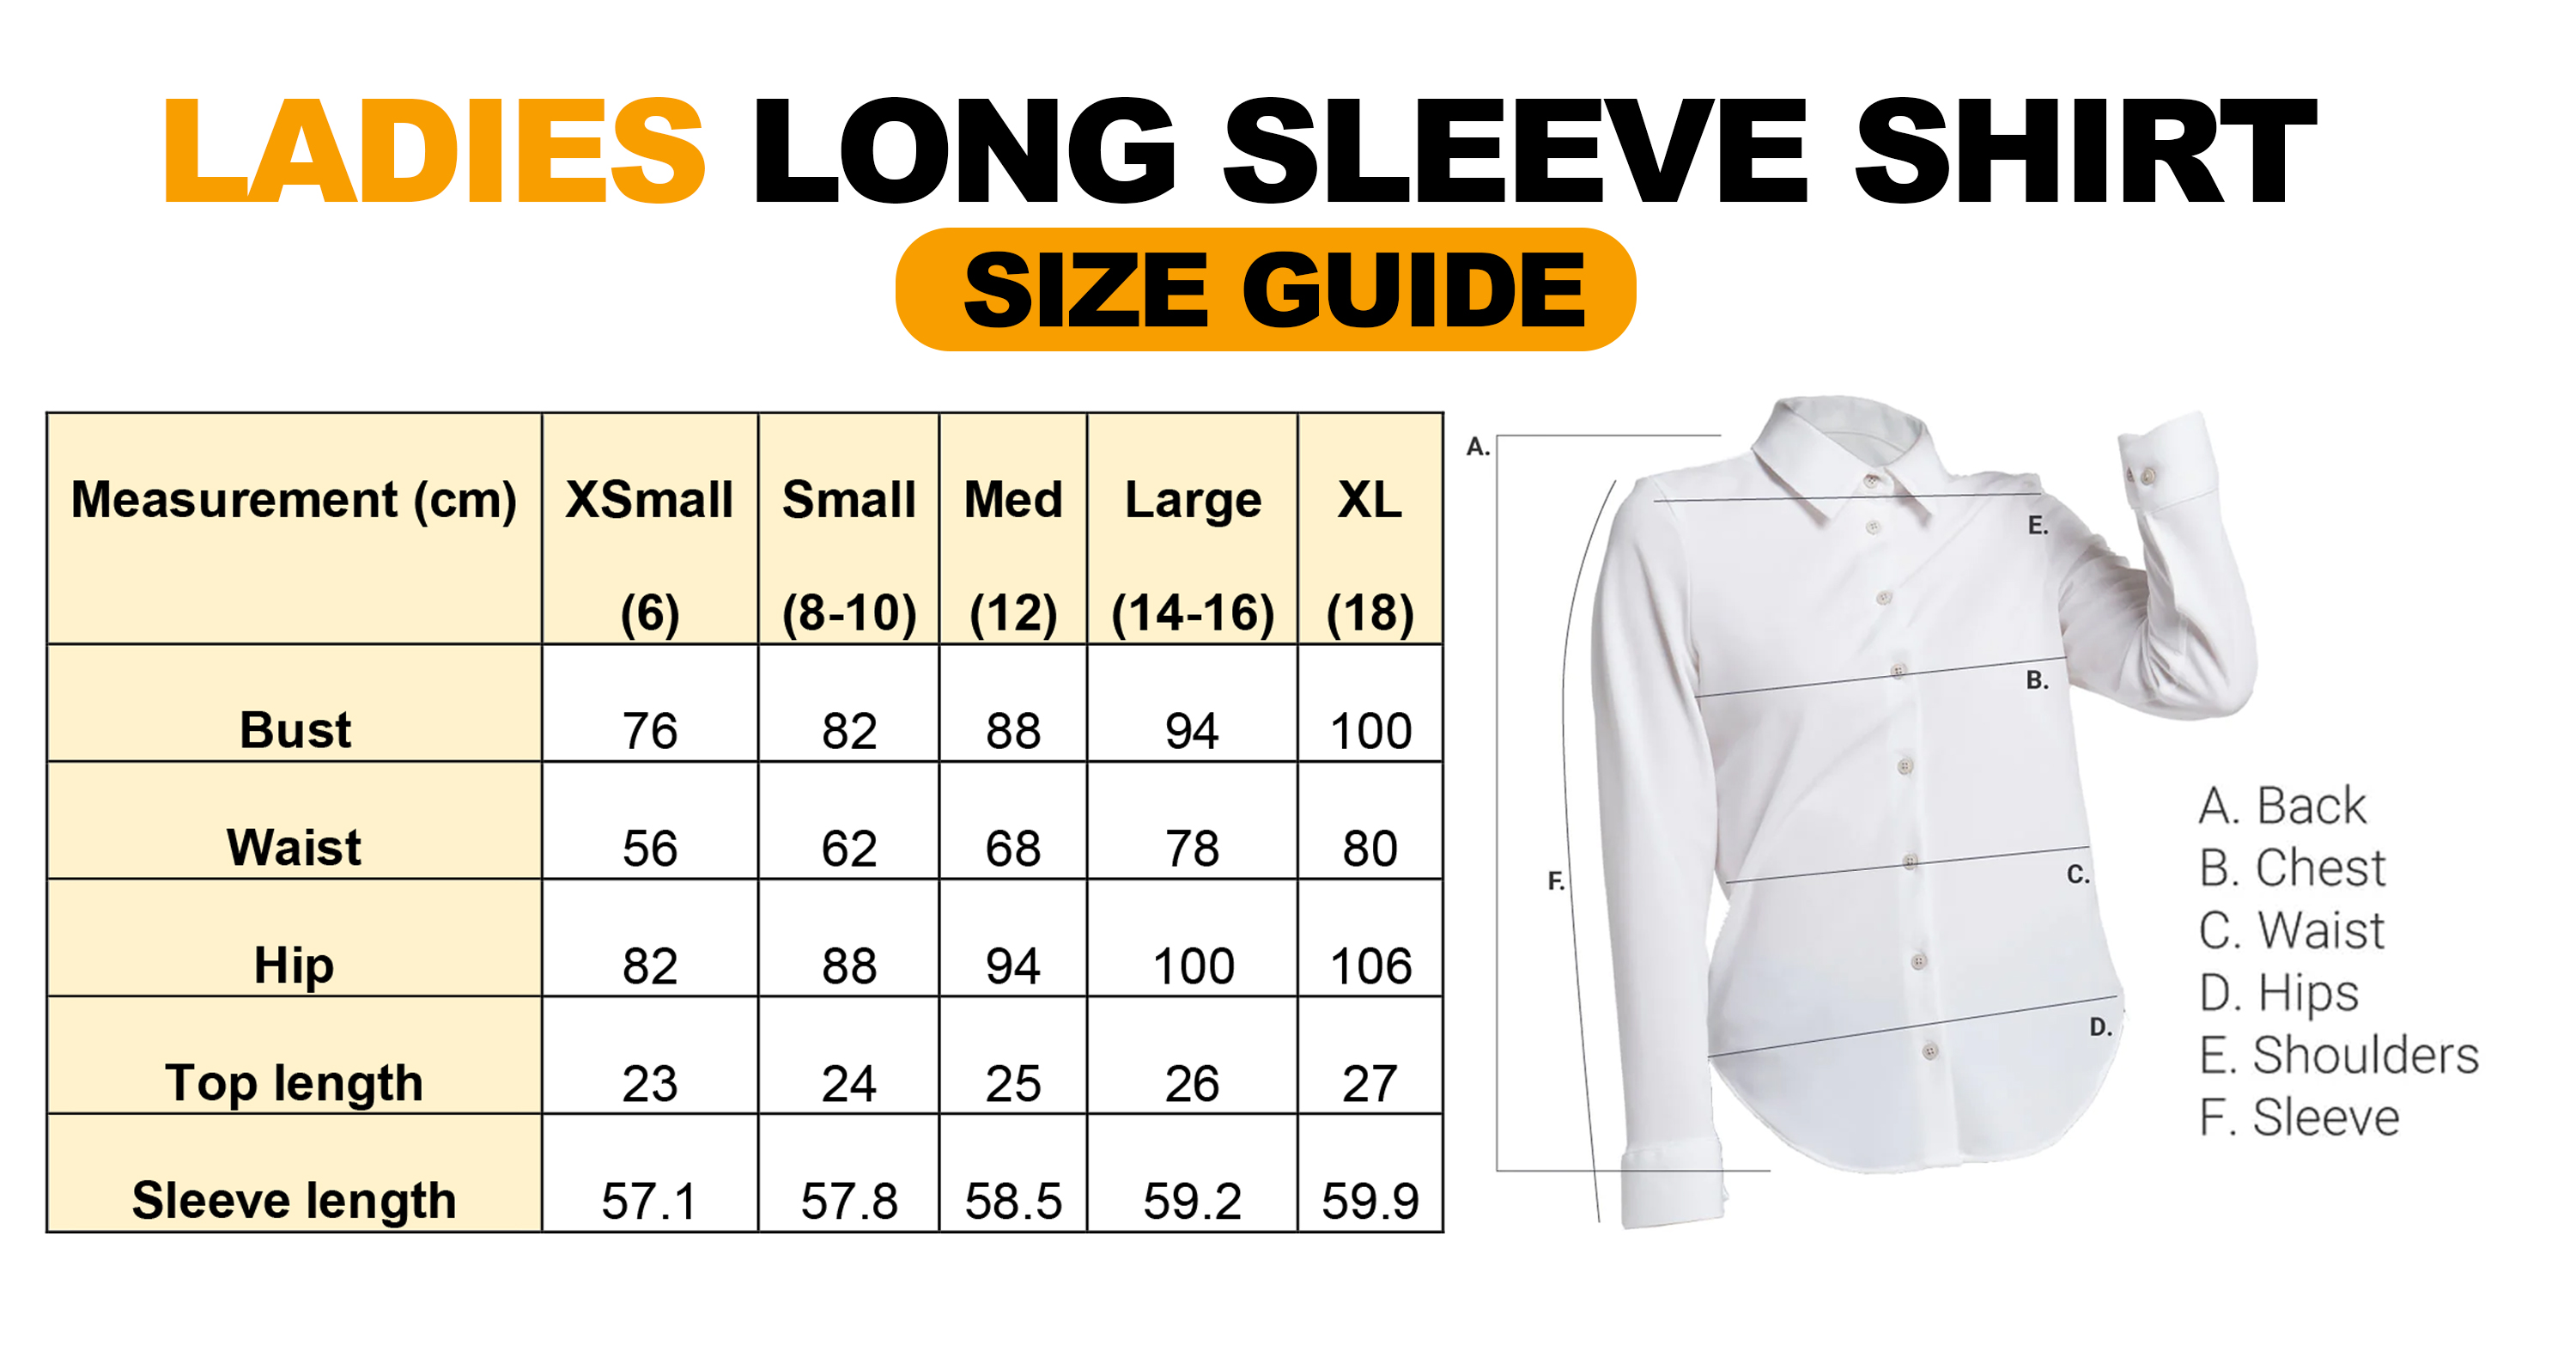 LADIES LONG SLEEVE SHIRT
SIZE GUIDE
Measurement (cm) XSmall Small Med Large XL
(6) (8-10) (12) (14-16) (18)
Bust 76 82 88 94 100
Waist 56 62 68 78 80
Hip 82 88 94 100 106
Top length 23 24 25 26 27
Sleeve length 57.1 57.8 58.5 59.2 59.9
A.
E.
B.
C.
F.
D.
A. Back
B. Chest
C. Waist
D. Hips
E. Shoulders
F. Sleeve